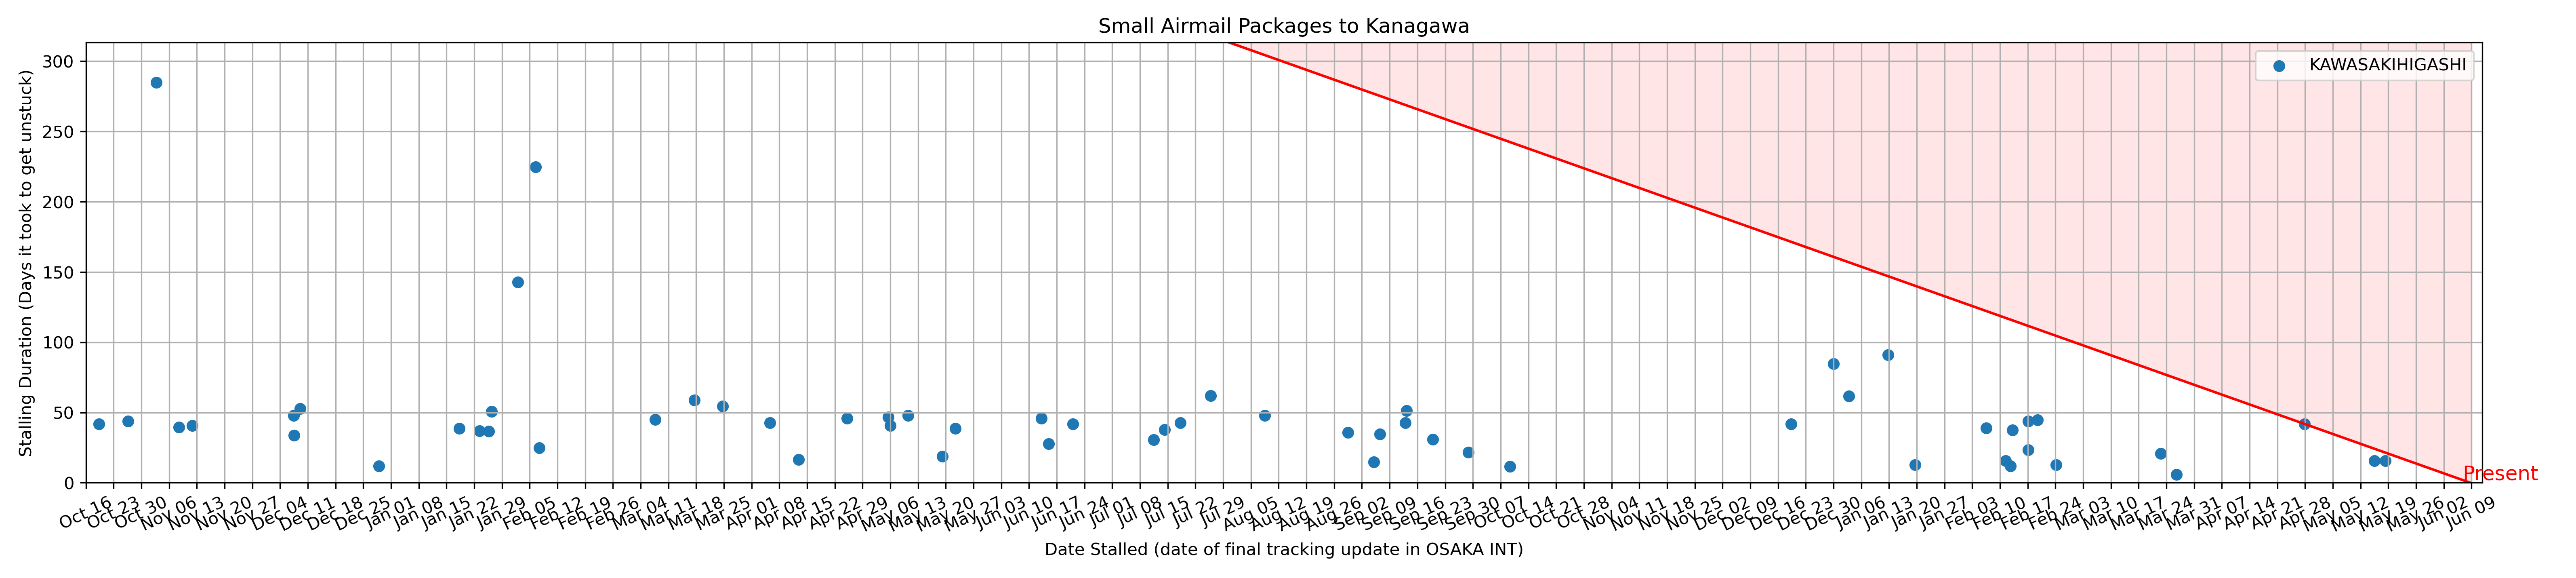 Small Airmail Packages to Kanagawa
Stalling Duration (Days it took to get unstuck)
300
250
200
150
100
50
0
KAWASAKIHIGASHI
Present
Oct 16 Oct 23 Oct 30 Nov 06 Nov 13 Nov 20 Nov 27 Dec 04 Dec 11 Dec 18 Dec 25 Jan 01 Jan 08 Jan 15 Jan 22 Jan 29 Feb 05 Feb 12 Feb 19 Feb 26 Mar 04 Mar 11 Mar 18 Mar 25 Apr 01 Apr 08 Apr 15 Apr 22 Apr 29 May 06 May 13 May 20 May 27 Jun 03 Jun 10 Jun 17 Jun 24 Jul 01 Jul 08 Jul 15 Jul 22 Jul 29 Aug 05 Aug 12 Aug 19 Aug 26 Sep 02 Sep 09 Sep 16 Sep 23 Sep 30 Oct 07 Oct 14 Oct 21 Oct 28 Nov 04 Nov 11 Nov 18 Nov 25 Dec 02 Dec 09 Dec 16 Dec 23 Dec 30 Jan 06 Jan 13 Jan 20 Jan 27 Feb 03 Feb 10 Feb 17 Feb 24 Mar 03 Mar 10 Mar 17 Mar 24 Mar 31 Apr 07 Apr 14 Apr 21 Apr 28 May 05 May 12 May 19 May 26 Jun 02 Jun 09
Date Stalled (date of final tracking update in OSAKA INT)